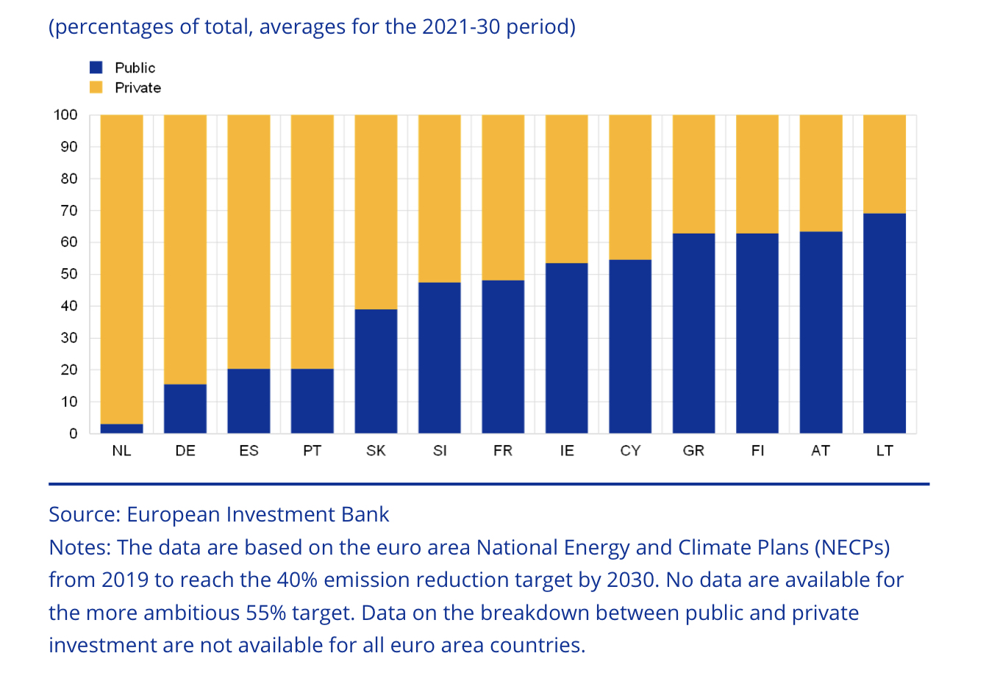 (percentages of total, averages for the 2021-30 period)
Public
Private
100
90
80
70
60
50
40
30
20
10
0
NL DE ES PT SK SI FR IE CY GR FI AT LT
Source: European Investment Bank
Notes: The data are based on the euro area National Energy and Climate Plans (NECPs)
from 2019 to reach the 40% emission reduction target by 2030. No data are available for
the more ambitious 55% target. Data on the breakdown between public and private
investment are not available for all euro area countries.